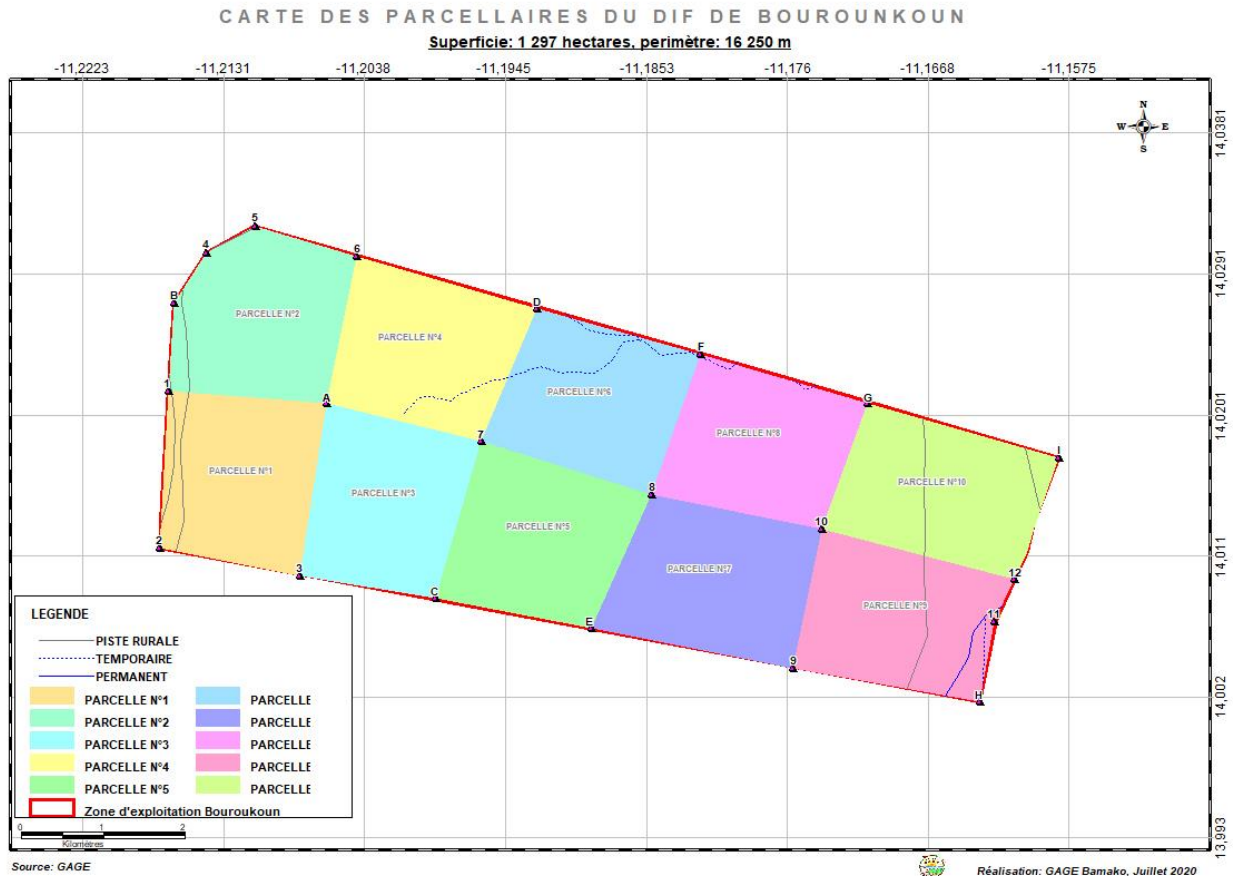 CARTE DES PARCELLAIRES DU DIF DE BOUROUNKOUN
Superficie: 1 297 hectares, perimètre: 16 250 m
-11,2223 -11,2131 -11,2038 -11,1945 -11,1853 -11,176 -11,1668 -11,1575
N
W E
S
14,0381
5
4
6
14,0291
B
D
PARCELLE N°2
PARCELLE N°4
F
1
A
PARCELLE N°6
G
14,0201
7
PARCELLE N°8
I
PARCELLE N°1
PARCELLE N°3
8
PARCELLE N°10
10
PARCELLE N°5
2
14,011
3
PARCELLE N°7
12
C
PARCELLE N°9
11
E
9
14,002
H
LEGENDE
PISTE RURALE
TEMPORAIRE
PERMANENT
PARCELLE N°1 PARCELLE
PARCELLE N°2 PARCELLE
PARCELLE N°3 PARCELLE
PARCELLE N°4 PARCELLE
PARCELLE N°5 PARCELLE
Zone d'exploitation Bouroukoun
0 1 2
Kilomètres
13,993
Source: GAGE
Réalisation: GAGE Bamako, Juillet 2020